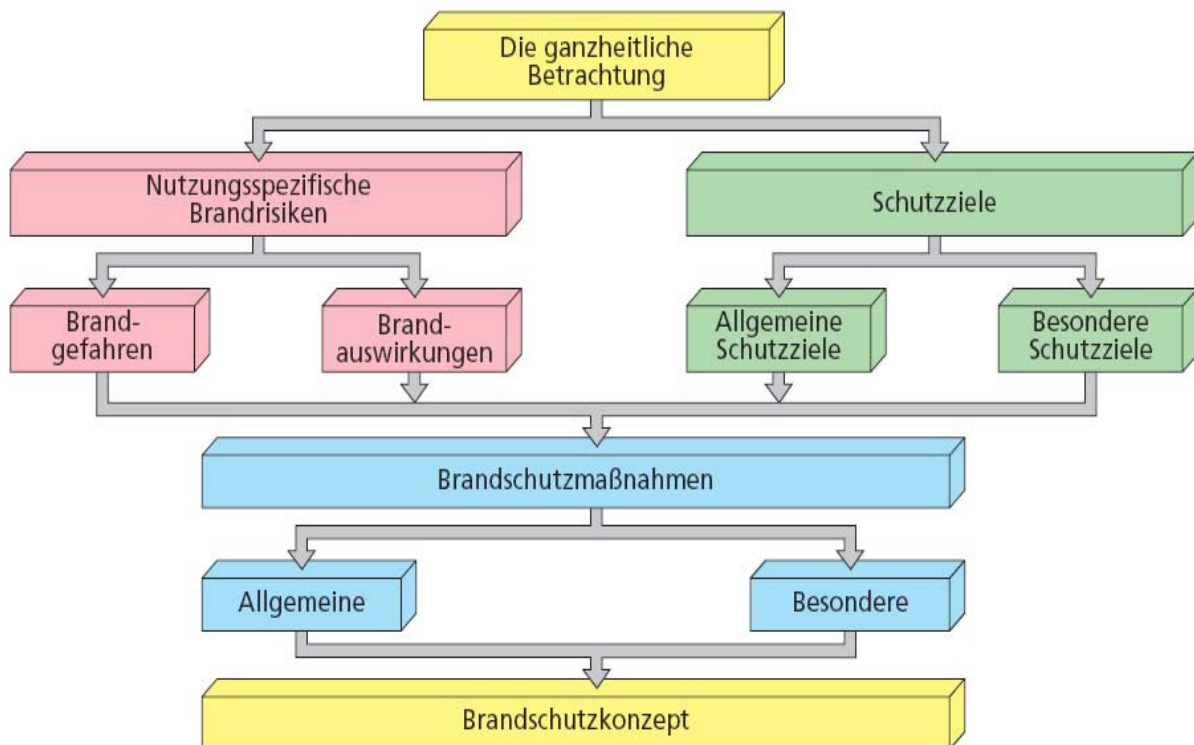 Die ganzheitliche
Betrachtung
Nutzungsspezifische
Brandrisiken
Schutzziele
Brand-
gefahren
Brand-
auswirkungen
Allgemeine
Schutzziele
Besondere
Schutzziele
Brandschutzmaßnahmen
Allgemeine
Besondere
Brandschutzkonzept